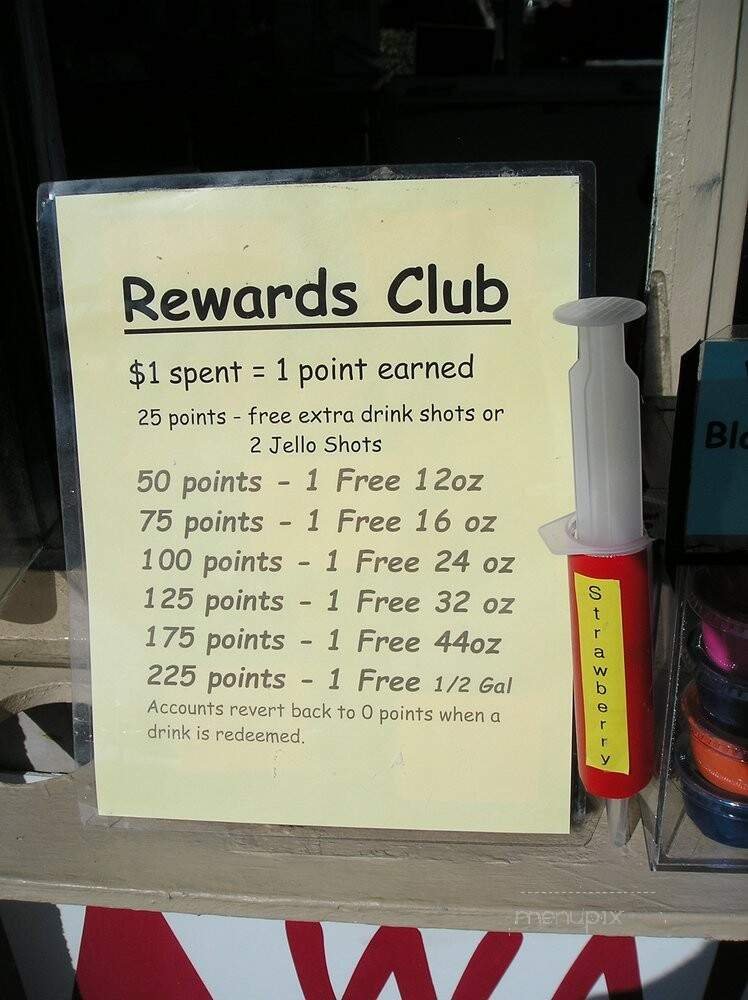 Rewards Club
$1 spent = 1 point earned
25 points - free extra drink shots or
2 Jello Shots
50 points - 1 Free 12oz
75 points - 1 Free 16 oz
100 points - 1 Free 24 oz
125 points - 1 Free 32 oz
175 points - 1 Free 44oz
225 points - 1 Free 1/2 Gal
Accounts revert back to 0 points when a
drink is redeemed.
Strawberry
menupix